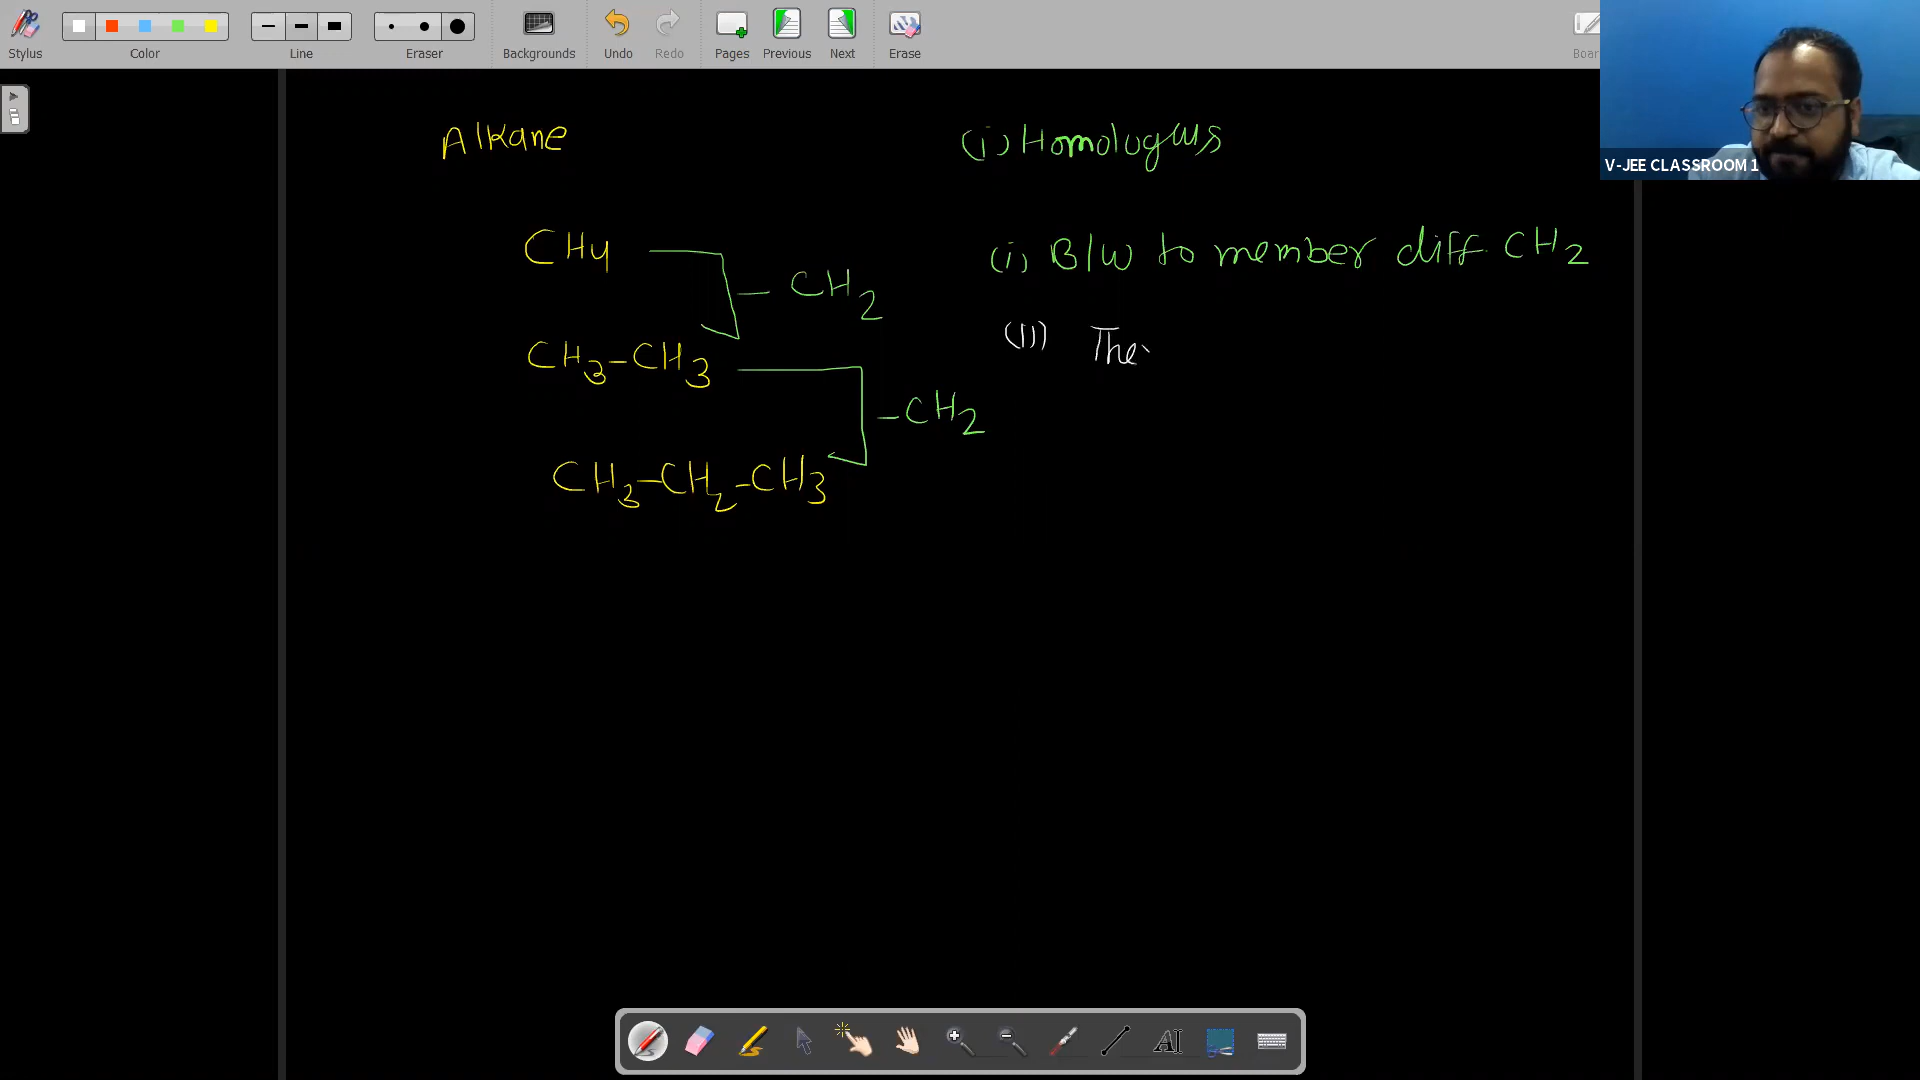 Stylus
Color
Line
Eraser
Backgrounds
Undo
Redo
Pages
Previous
Next
Erase
Boar
V-JEE CLASSROOM 1
Alkane
(i) Homologus
CH4
CH2
(i) B/W to member diff CH2
(II) The
CH3-CH3
CH2
CH3-CH2-CH3